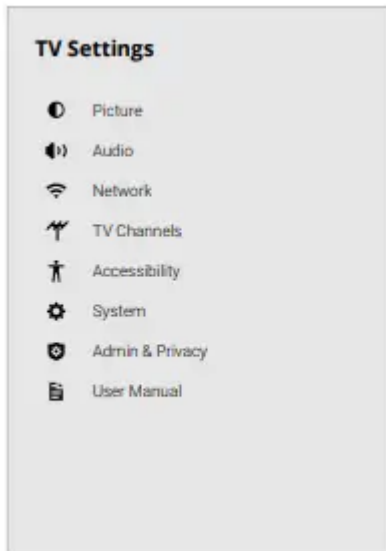 TV Settings
Picture
Audio
Network
TV Channels
Accessibility
System
Admin & Privacy
User Manual